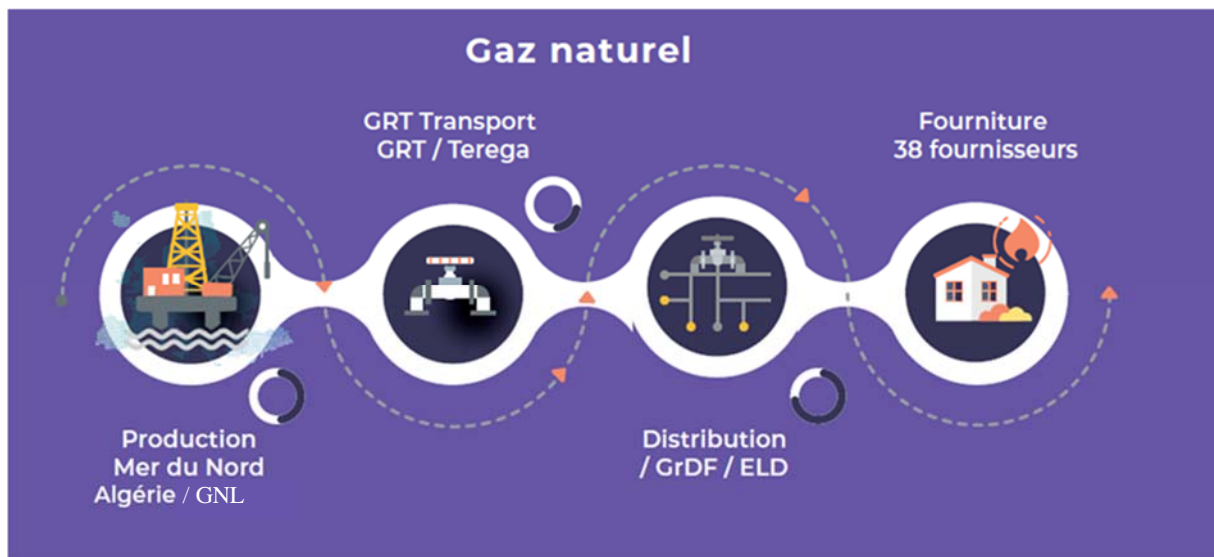 Gaz naturel
GRT Transport
GRT / Terega
Fourniture
38 fournisseurs
Production
Mer du Nord
Algérie / GNL
Distribution
/ GrDF / ELD